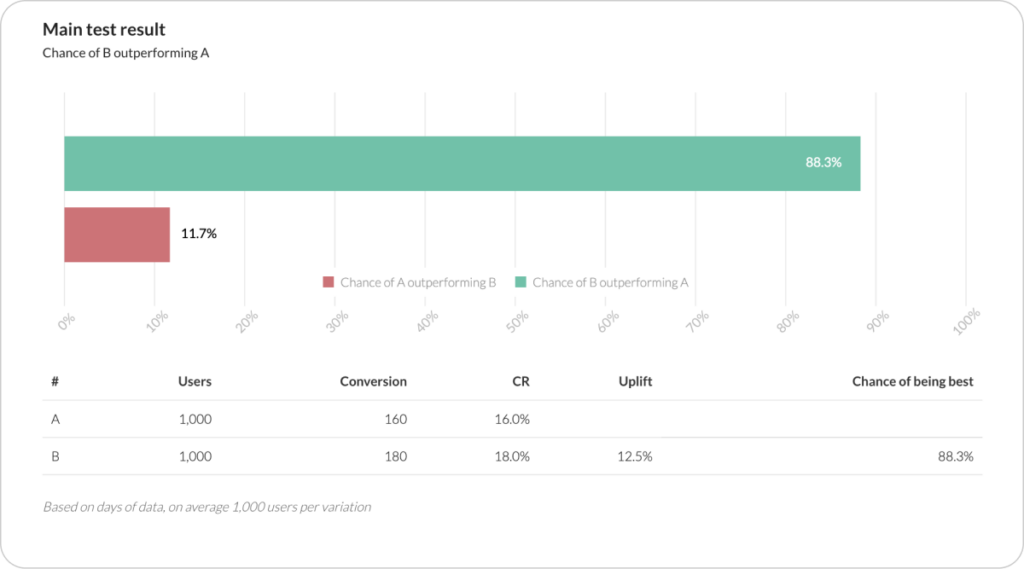 Main test result
Chance of B outperforming A
88.3%
11.7%
Chance of A outperforming B Chance of B outperforming A
0% 10% 20% 30% 40% 50% 60% 70% 80% 90% 100%
# Users Conversion CR Uplift Chance of being best
A 1,000 160 16.0%
B 1,000 180 18.0% 12.5% 88.3%
Based on days of data, on average 1,000 users per variation